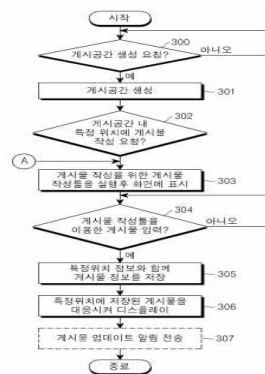 시작
300
게시공간 생성 요청?
아니오
예
게시공간 생성
301
302
게시공간 내
특정 위치에 게시물
작성 요청?
A
예
게시물 작성을 위한 게시물
작성툴을 실행후 화면에 표시
303
304
게시물 작성툴을
이용한 게시물 입력?
아니오
예
특정위치 정보와 함께
게시물 정보를 저장
305
특정위치에 저장된 게시물을
대응시켜 디스플레이
306
게시물 업데이트 알림 전송
307
종료